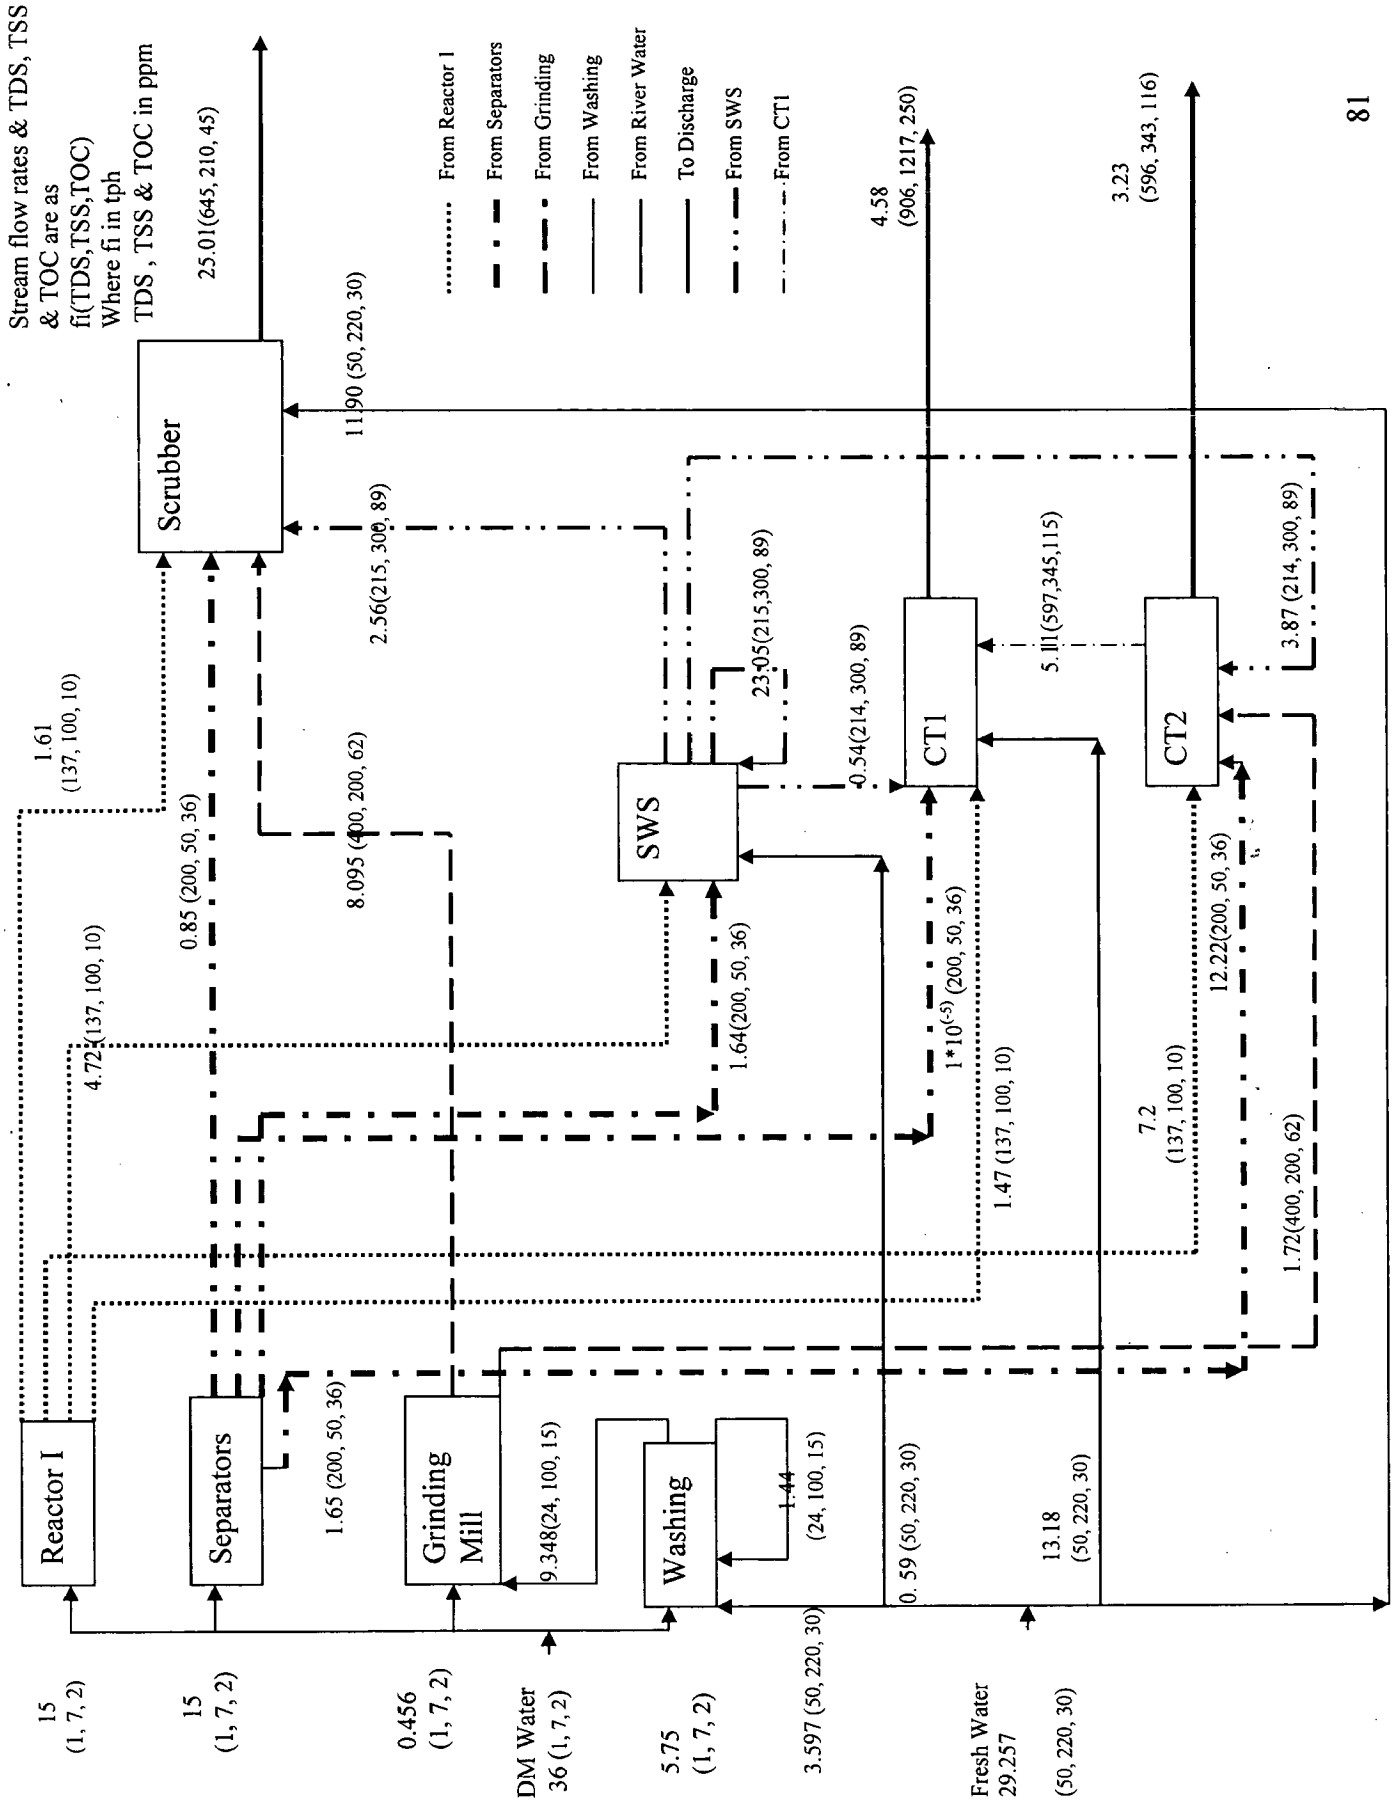 Stream flow rates & TDS, TSS
& TOC are as
fi(TDS,TSS,TOC)
Where fi in tph
TDS , TSS & TOC in ppm
25.01(645, 210, 45)
Scrubber
11.90 (50, 220, 30)
From Reactor 1
From Separators
From Grinding
From Washing
From River Water
To Discharge
From SWS
From CT1
1.61
(137, 100, 10)
0.85 (200, 50, 36)
8.095 (400, 200, 62)
2.56(215, 300, 89)
4.72 (137, 100, 10)
23.05(215,300, 89)
SWS
0.54(214, 300, 89)
1.64(200, 50, 36)
4.58
(906, 1217, 250)
CT1
5.11(597,345,115)
1*10(-5) (200, 50, 36)
1.47 (137, 100, 10)
3.23
(596, 343, 116)
CT2
3.87 (214, 300, 89)
12.22(200, 50, 36)
7.2
(137, 100, 10)
1.72(400, 200, 62)
Reactor I
Separators
1.65 (200, 50, 36)
Grinding
Mill
9.348(24, 100, 15)
Washing
1.44
(24, 100, 15)
0. 59 (50, 220, 30)
13.18
(50, 220, 30)
15
(1, 7, 2)
15
(1, 7, 2)
0.456
(1, 7, 2)
DM Water
36 (1, 7, 2)
5.75
(1, 7, 2)
3.597 (50, 220, 30)
Fresh Water
29.257
(50, 220, 30)
81